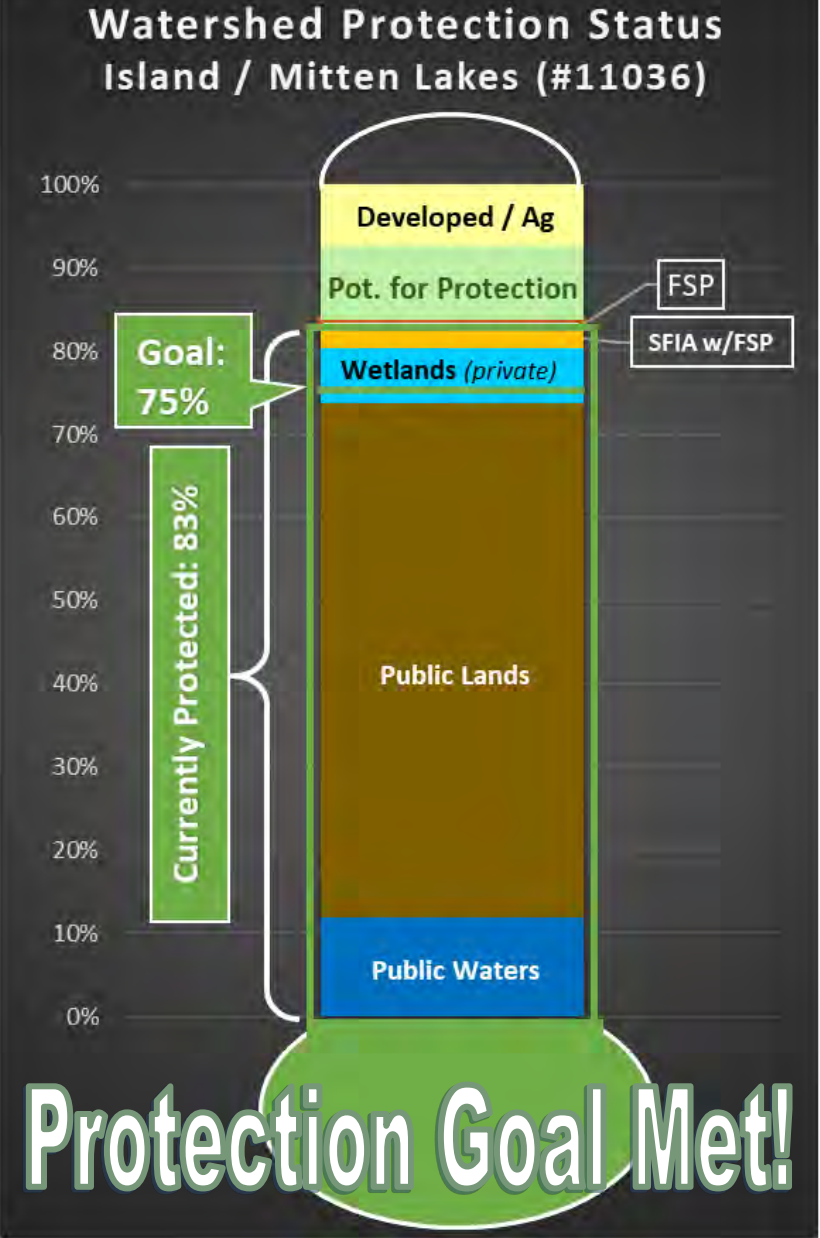 Watershed Protection Status
Island / Mitten Lakes (#11036)
100%
Developed / Ag
90%
Pot. for Protection
FSP
SFIA w/FSP
Goal:
75%
80%
Wetlands (private)
70%
Currently Protected: 83%
60%
50%
Public Lands
40%
30%
20%
10%
Public Waters
0%
Protection Goal Met!